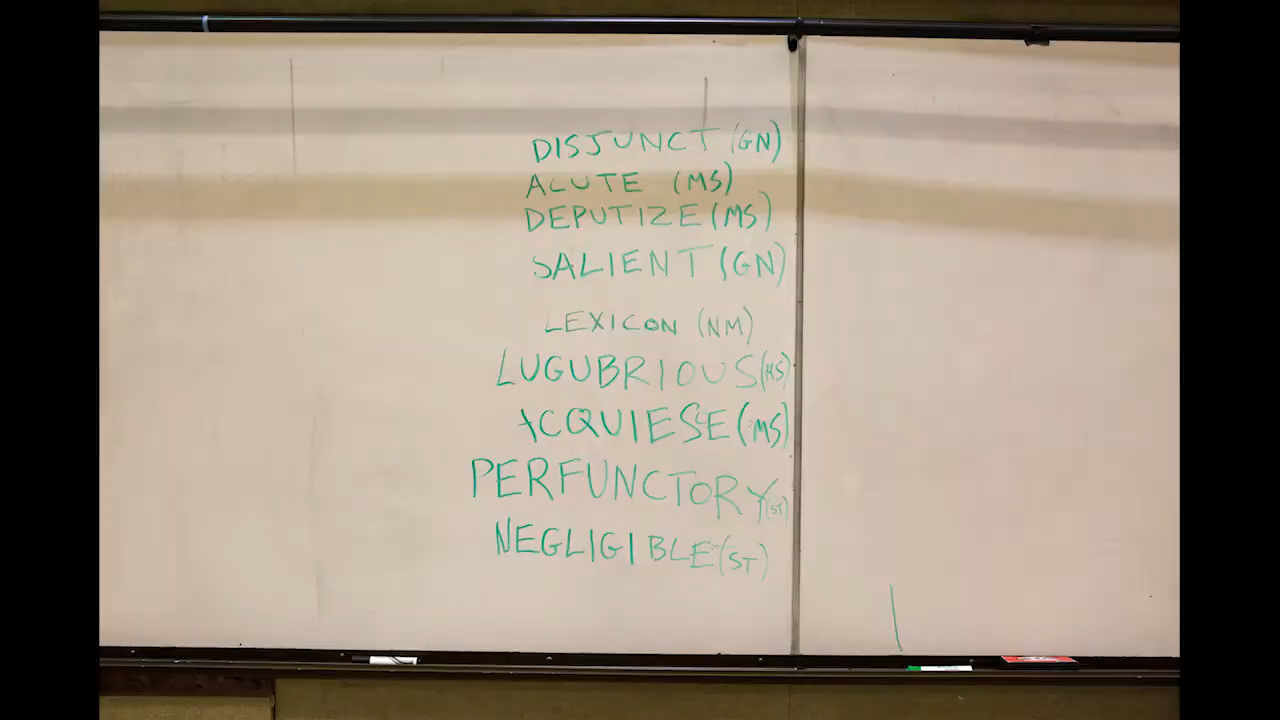 DISJUNCT (GN)
ACUTE (MS)
DEPUTIZE (MS)
SALIENT (GN)
LEXICON (NM)
LUGUBRIOUS (MS)
ACQUIESE (MS)
PERFUNCTORY (ST)
NEGLIGIBLE (ST)